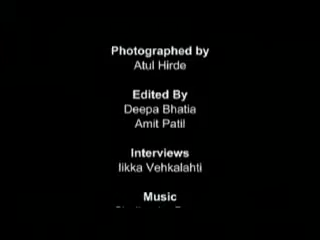 Photographed by
Atul Hirde
Edited By
Deepa Bhatia
Amit Patil
Interviews
Iikka Vehkalahti
Music